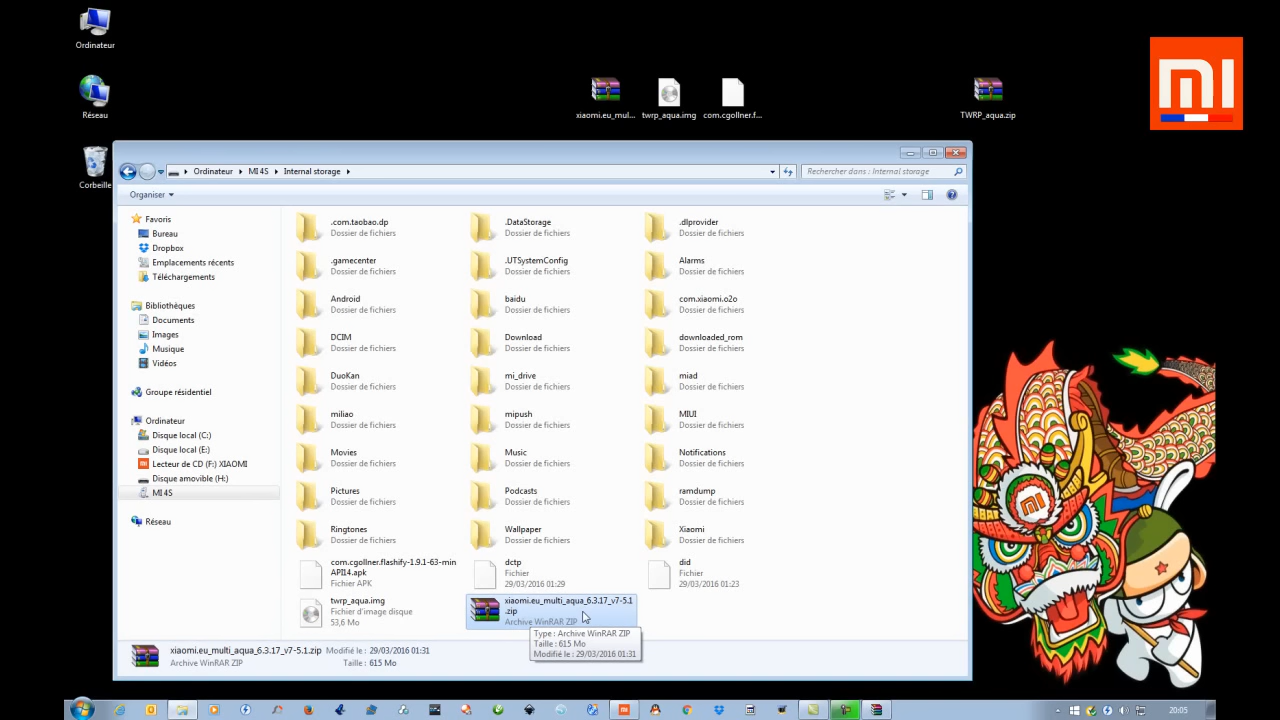 Ordinateur
Réseau
Corbeille
xiaomi.eu_mul...
twrp_aqua.img
com.cgollner.f...
TWRP_aqua.zip
mi
Ordinateur
MI 4S
Internal storage
Rechercher dans : Internal storage
Organiser
Favoris
Bureau
Dropbox
Emplacements récents
Téléchargements
Bibliothèques
Documents
Images
Musique
Vidéos
Groupe résidentiel
Ordinateur
Disque local (C:)
Disque local (E:)
Lecteur de CD (F:) XIAOMI
Disque amovible (H:)
MI 4S
Réseau
.com.taobao.dp
Dossier de fichiers
.DataStorage
Dossier de fichiers
.dlprovider
Dossier de fichiers
.gamecenter
Dossier de fichiers
.UTSystemConfig
Dossier de fichiers
Alarms
Dossier de fichiers
Android
Dossier de fichiers
baidu
Dossier de fichiers
com.xiaomi.o2o
Dossier de fichiers
DCIM
Dossier de fichiers
Download
Dossier de fichiers
downloaded_rom
Dossier de fichiers
DuoKan
Dossier de fichiers
mi_drive
Dossier de fichiers
miad
Dossier de fichiers
miliao
Dossier de fichiers
mipush
Dossier de fichiers
MIUI
Dossier de fichiers
Movies
Dossier de fichiers
Music
Dossier de fichiers
Notifications
Dossier de fichiers
Pictures
Dossier de fichiers
Podcasts
Dossier de fichiers
ramdump
Dossier de fichiers
Ringtones
Dossier de fichiers
Wallpaper
Dossier de fichiers
Xiaomi
Dossier de fichiers
com.cgollner.flashify-1.9.1-63-min
API14.apk
Fichier APK
dctp
Fichier
29/03/2016 01:29
did
Fichier
29/03/2016 01:23
twrp_aqua.img
Fichier d'image disque
53,6 Mo
xiaomi.eu_multi_aqua_6.3.17_v7-5.1
.zip
Archive WinRAR ZIP
Type : Archive WinRAR ZIP
Taille : 615 Mo
Modifié le : 29/03/2016 01:31
xiaomi.eu_multi_aqua_6.3.17_v7-5.1.zip
Modifié le : 29/03/2016 01:31
Archive WinRAR ZIP
Taille : 615 Mo
20:05